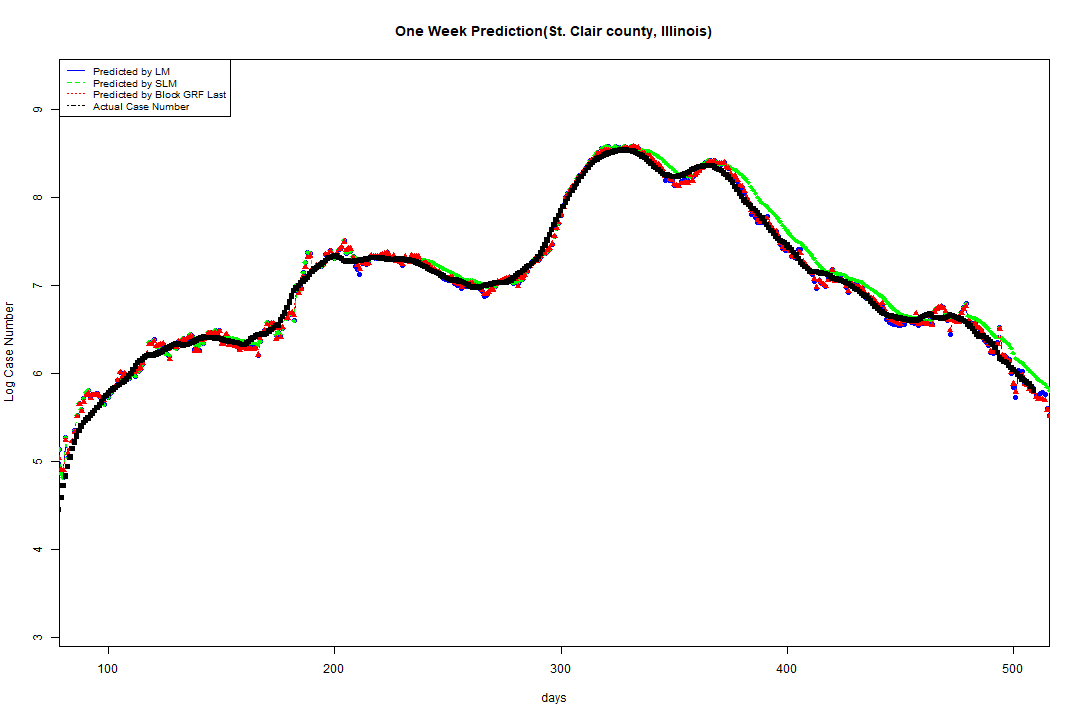 One Week Prediction(St. Clair county, Illinois)
Predicted by LM
Predicted by SLM
Predicted by Block GRF Last
Actual Case Number
9
8
7
6
5
4
3
Log Case Number
100 200 300 400 500
days